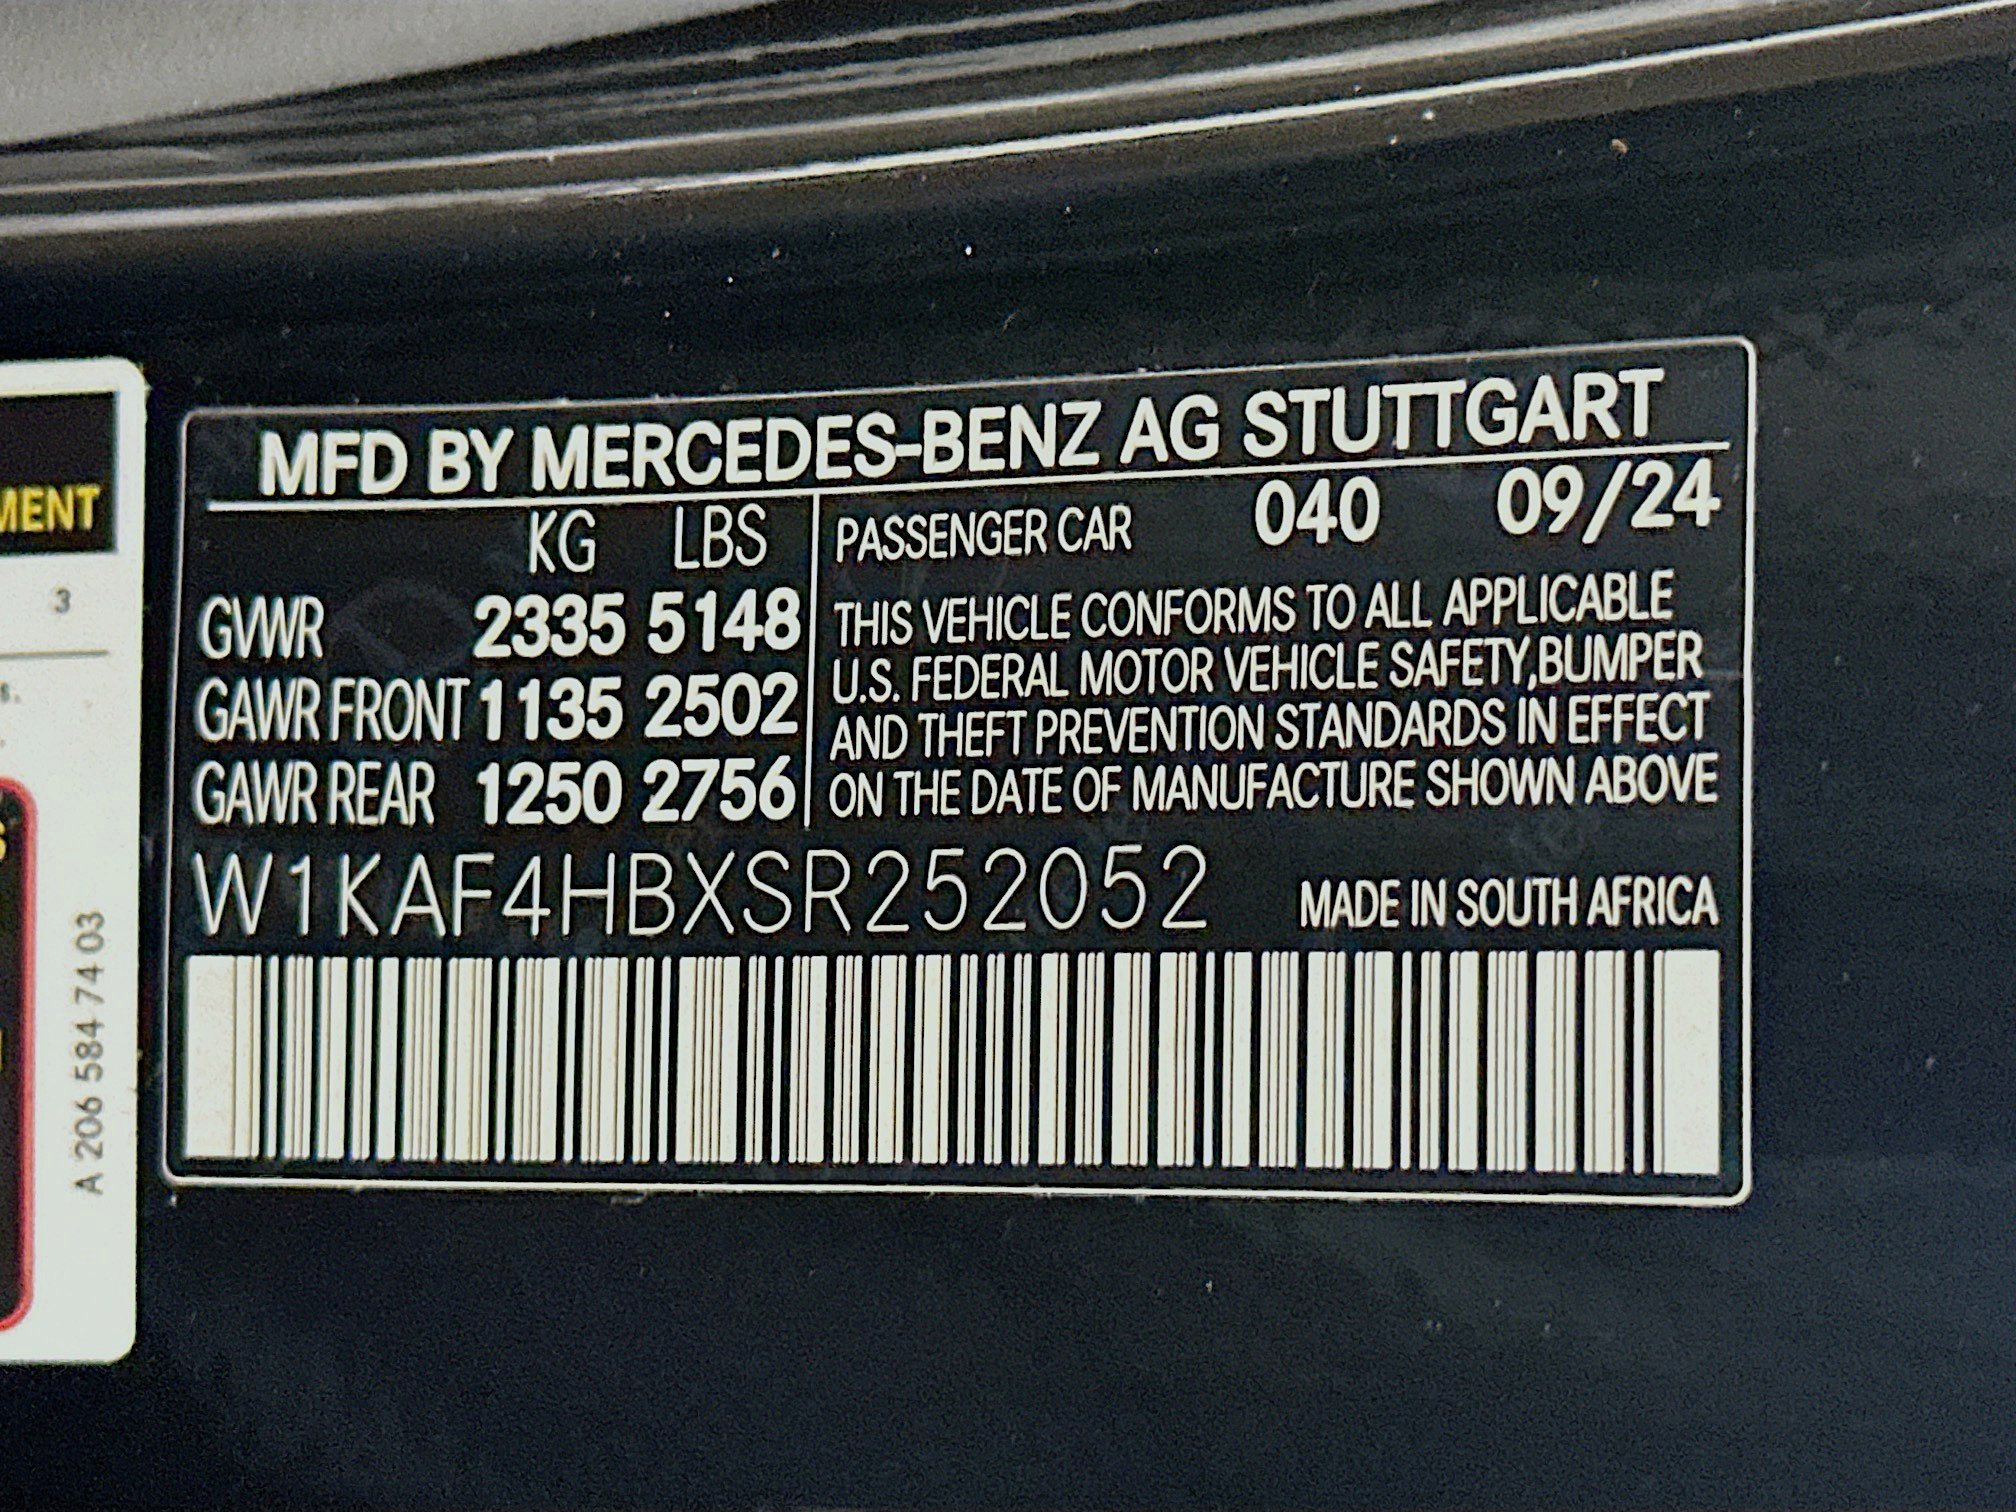 MFD BY MERCEDES-BENZ AG STUTTGART
KG LBS
GVWR 2335 5148
GAWR FRONT 1135 2502
GAWR REAR 1250 2756
PASSENGER CAR 040 09/24
THIS VEHICLE CONFORMS TO ALL APPLICABLE
U.S. FEDERAL MOTOR VEHICLE SAFETY,BUMPER
AND THEFT PREVENTION STANDARDS IN EFFECT
ON THE DATE OF MANUFACTURE SHOWN ABOVE
W1KAF4HBXSR252052
MADE IN SOUTH AFRICA
MENT
3
A 206 584 74 03